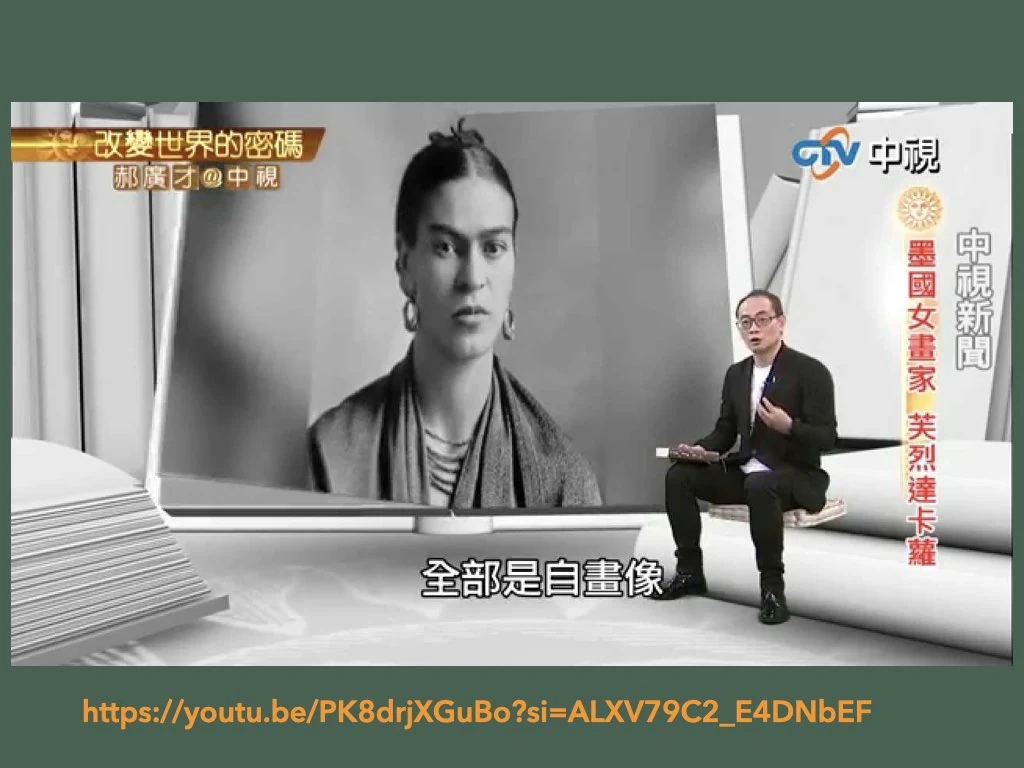 改變世界的密碼
郝廣才@中視
CTV 中視
中視新聞
墨國女畫家 芙烈達卡蘿
全部是自畫像
https://youtu.be/PK8drjXGuBo?si=ALXV79C2_E4DNbEF